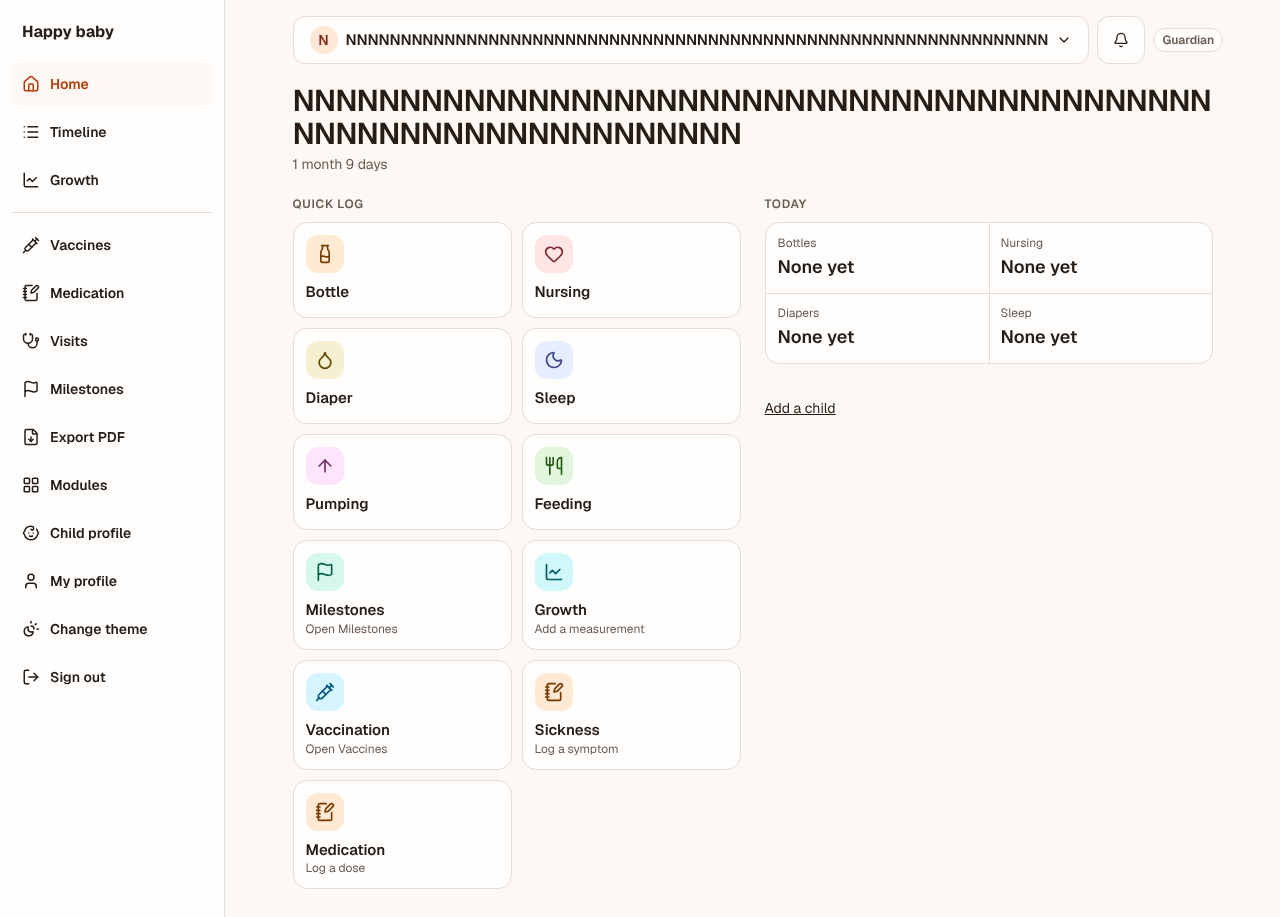 Happy baby
Home
Timeline
Growth
Vaccines
Medication
Visits
Milestones
Export PDF
Modules
Child profile
My profile
Change theme
Sign out
N NNNNNNNNNNNNNNNNNNNNNNNNNNNNNNNNNNNNNNNNNNNNNNNNNNNNNNNNNNNNNNNN
Guardian
NNNNNNNNNNNNNNNNNNNNNNNNNNNNNNNNNNNNNNNNNNN
NNNNNNNNNNNNNNNNNNNNN
1 month 9 days
QUICK LOG
Bottle
Nursing
Diaper
Sleep
Pumping
Feeding
Milestones
Open Milestones
Growth
Add a measurement
Vaccination
Open Vaccines
Sickness
Log a symptom
Medication
Log a dose
TODAY
Bottles
None yet
Nursing
None yet
Diapers
None yet
Sleep
None yet
Add a child